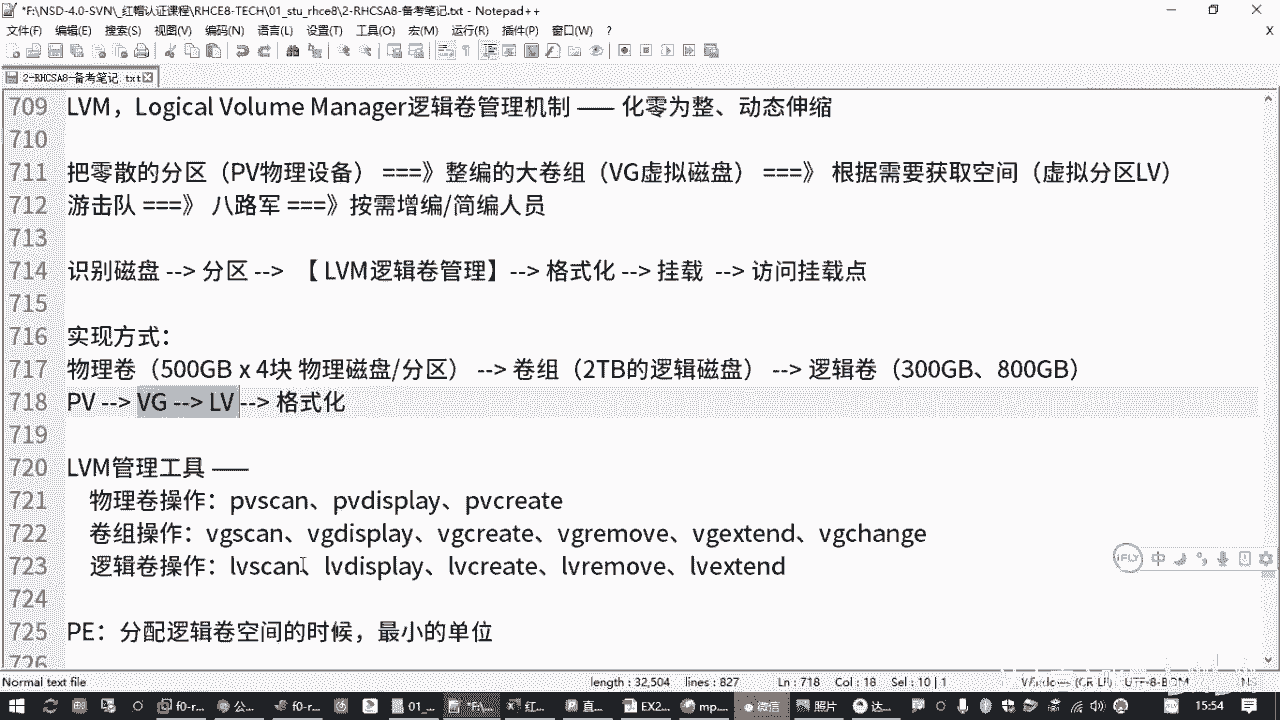 *F:\NSD-4.0-SVN\_红帽认证课程\RHCE8-TECH\01_stu_rhce8\2-RHCSA8-备考笔记.txt - Notepad++
文件(F) 编辑(E) 搜索(S) 视图(V) 编码(N) 语言(L) 设置(T) 工具(O) 宏(M) 运行(R) 插件(P) 窗口(W) ? X
2-RHCSA8-备考笔记.txt
709 LVM，Logical Volume Manager逻辑卷管理机制 —— 化零为整、动态伸缩
710
711 把零散的分区（PV物理设备） ===》整编的大卷组（VG虚拟磁盘） ===》 根据需要获取空间（虚拟分区LV）
712 游击队 ===》 八路军 ===》按需增编/简编人员
713
714 识别磁盘 --> 分区 --> 【 LVM逻辑卷管理】--> 格式化 --> 挂载 --> 访问挂载点
715
716 实现方式：
717 物理卷（500GB x 4块 物理磁盘/分区） --> 卷组（2TB的逻辑磁盘） --> 逻辑卷（300GB、800GB）
718 PV --> VG --> LV --> 格式化
719
720 LVM管理工具 ——
721 物理卷操作：pvscan、pvdisplay、pvcreate
722 卷组操作：vgscan、vgdisplay、vgcreate、vgremove、vgextend、vgchange
723 逻辑卷操作：lvscan、lvdisplay、lvcreate、lvremove、lvextend
724
725 PE：分配逻辑卷空间的时候，最小的单位
726
iFLY 中
Normal text file length : 32,504 lines : 827 Ln : 718 Col : 18 Sel : 10 | 1 Windows (CR LF) UTF-8-BOM
f0-r... 公... f0-r... 01_... 直... EX2... mp... 微信 照片 达... 15:54